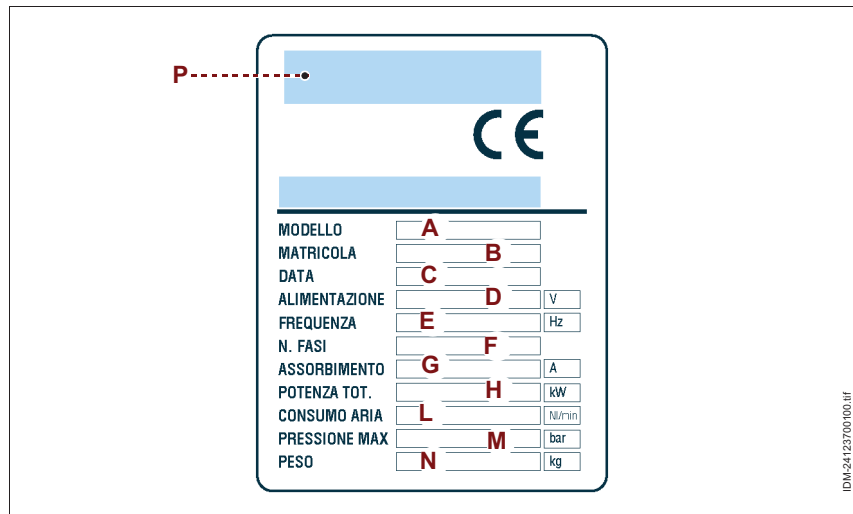 P
CE
MODELLO A
MATRICOLA B
DATA C
ALIMENTAZIONE D V
FREQUENZA E Hz
N. FASI F
ASSORBIMENTO G A
POTENZA TOT. H kW
CONSUMO ARIA L Nl/min
PRESSIONE MAX M bar
PESO N kg
IDM-24123700100.tif